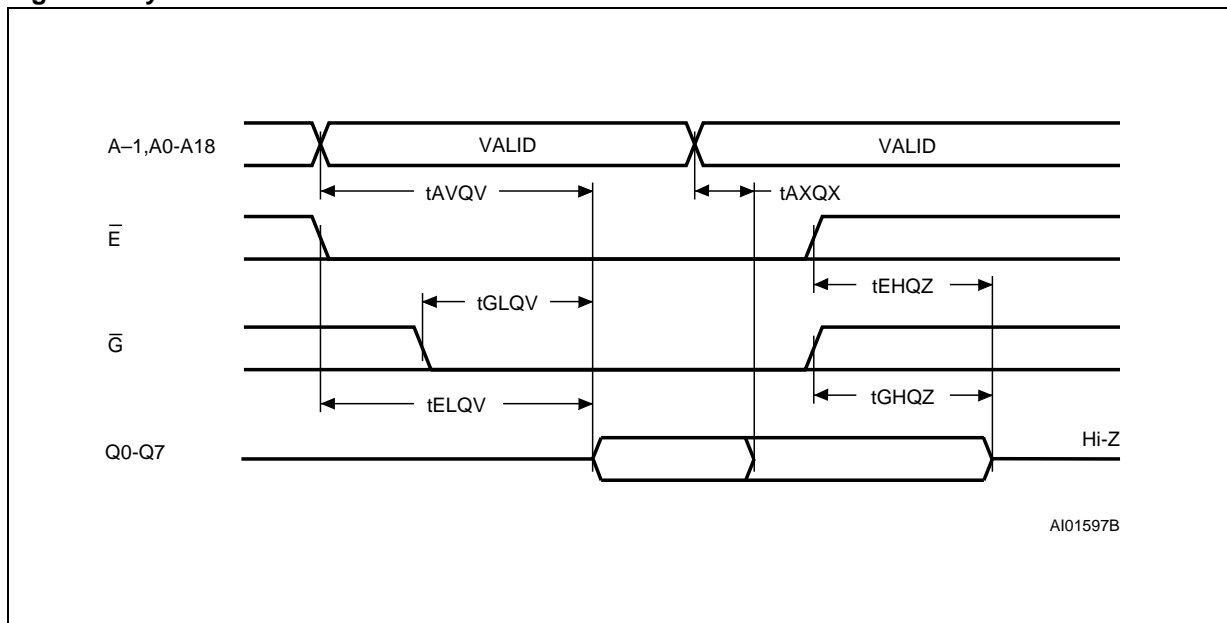 A–1,A0-A18
VALID
VALID
tAVQV
tAXQX
E̅
tEHQZ
tGLQV
G̅
tGHQZ
tELQV
Q0-Q7
Hi-Z
AI01597B